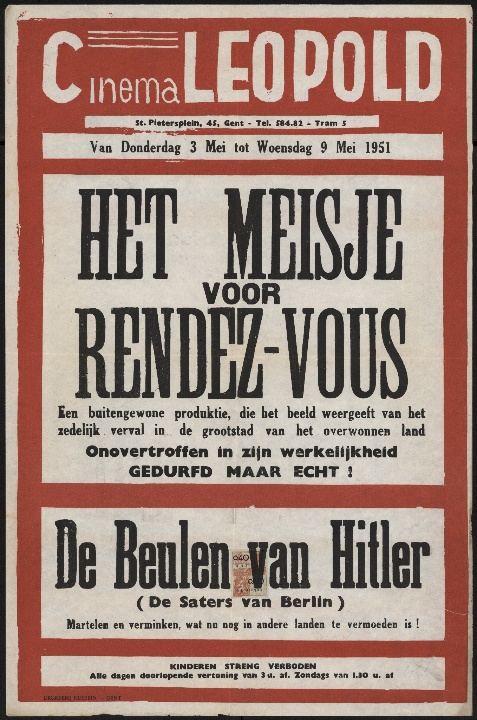 Cinema LEOPOLD
St. Pietersplein, 45, Gent - Tel. 584.82 - Tram 5
Van Donderdag 3 Mei tot Woensdag 9 Mei 1951
HET MEISJE
VOOR
RENDEZ-VOUS
Een buitengewone produktie, die het beeld weergeeft van het
zedelijk verval in de grootstad van het overwonnen land
Onovertroffen in zijn werkelijkheid
GEDURFD MAAR ECHT !
De Beulen van Hitler
(De Saters van Berlin)
Martelen en verminken, wat nu nog in andere landen te vermoeden is !
KINDEREN STRENG VERBODEN
Alle dagen doorlopende vertoning van 3 u. af. Zondags van 1.30 u. af